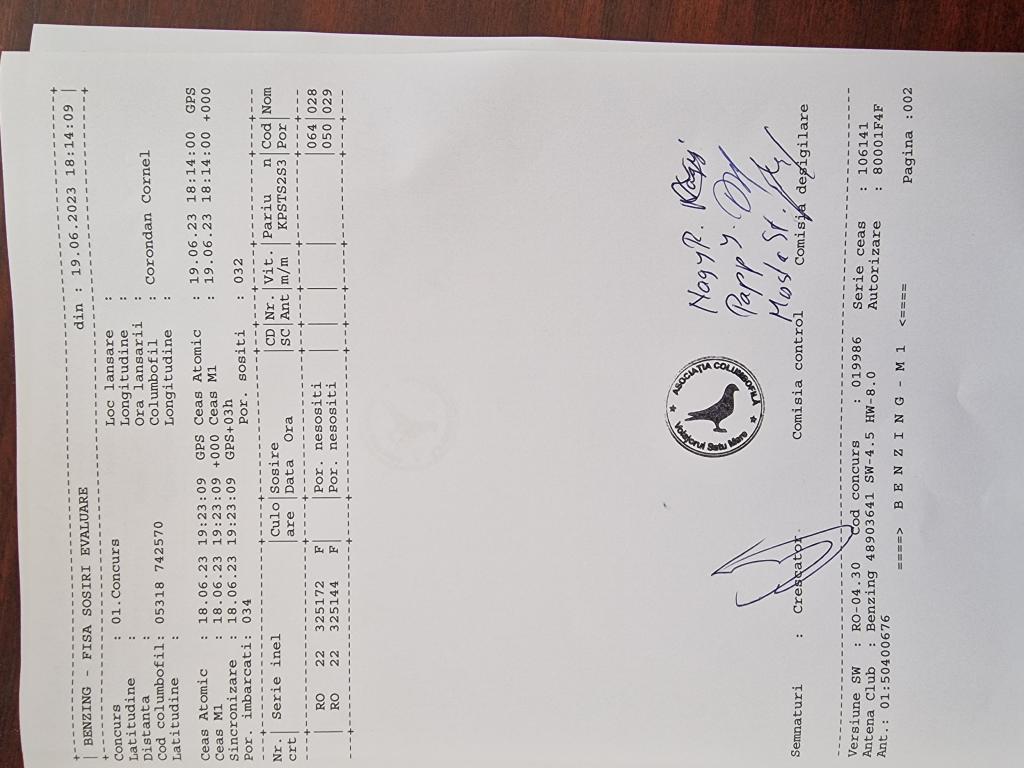 BENZING - FISA SOSIRI EVALUARE din : 19.06.2023 18:14:09
Concurs : 01.Concurs Loc lansare :
Latitudine : Longitudine :
Distanta : Ora lansarii :
Cod columbofil: 05318 742570 Columbofil : Corondan Cornel
Latitudine : Longitudine :
Ceas Atomic : 18.06.23 19:23:09 GPS Ceas Atomic : 19.06.23 18:14:00 GPS
Ceas M1 : 18.06.23 19:23:09 +000 Ceas M1 : 19.06.23 18:14:00 +000
Sincronizare : 18.06.23 19:23:09 GPS+03h
Por. imbarcati: 034 Por. sositi : 032
Nr. | Serie inel | Culo | Sosire | CD | Nr. | Vit. | Pariu n | Cod | Nom
crt | | are | Data Ora | SC | Ant | m/m | KPSTS2S3 | Por |
RO 22 325172 F | | Por. nesositi | | | | | 064 | 028
RO 22 325144 F | | Por. nesositi | | | | | 050 | 029
Nagy P.
Papp Y.
ASOCIAȚIA COLUMBOFILĂ
Voiajorul Satu Mare
Semnaturi : Crescator Comisia control Comisia desigilare
Versiune SW : RO-04.30 Cod concurs : 019986 Serie ceas : 106141
Antena Club : Benzing 48903641 SW-4.5 HW-8.0 Autorizare : 80001F4F
Ant.: 01:50400676
====> B E N Z I N G - M 1 <==== Pagina :002